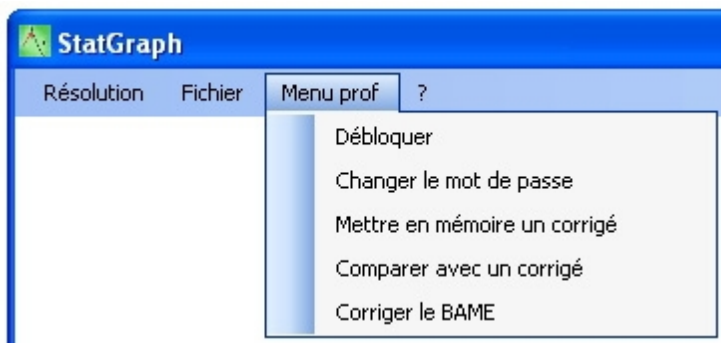 StatGraph
Résolution Fichier Menu prof ?
Débloquer
Changer le mot de passe
Mettre en mémoire un corrigé
Comparer avec un corrigé
Corriger le BAME